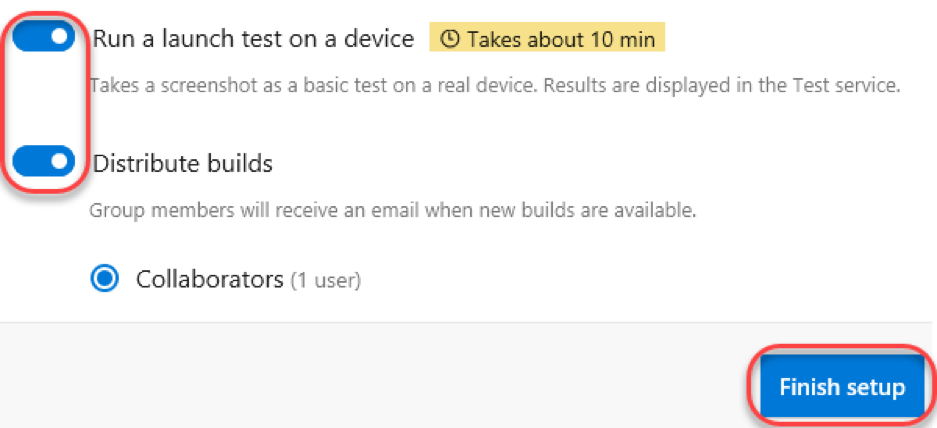 Run a launch test on a device Takes about 10 min
Takes a screenshot as a basic test on a real device. Results are displayed in the Test service.
Distribute builds
Group members will receive an email when new builds are available.
Collaborators (1 user)
Finish setup